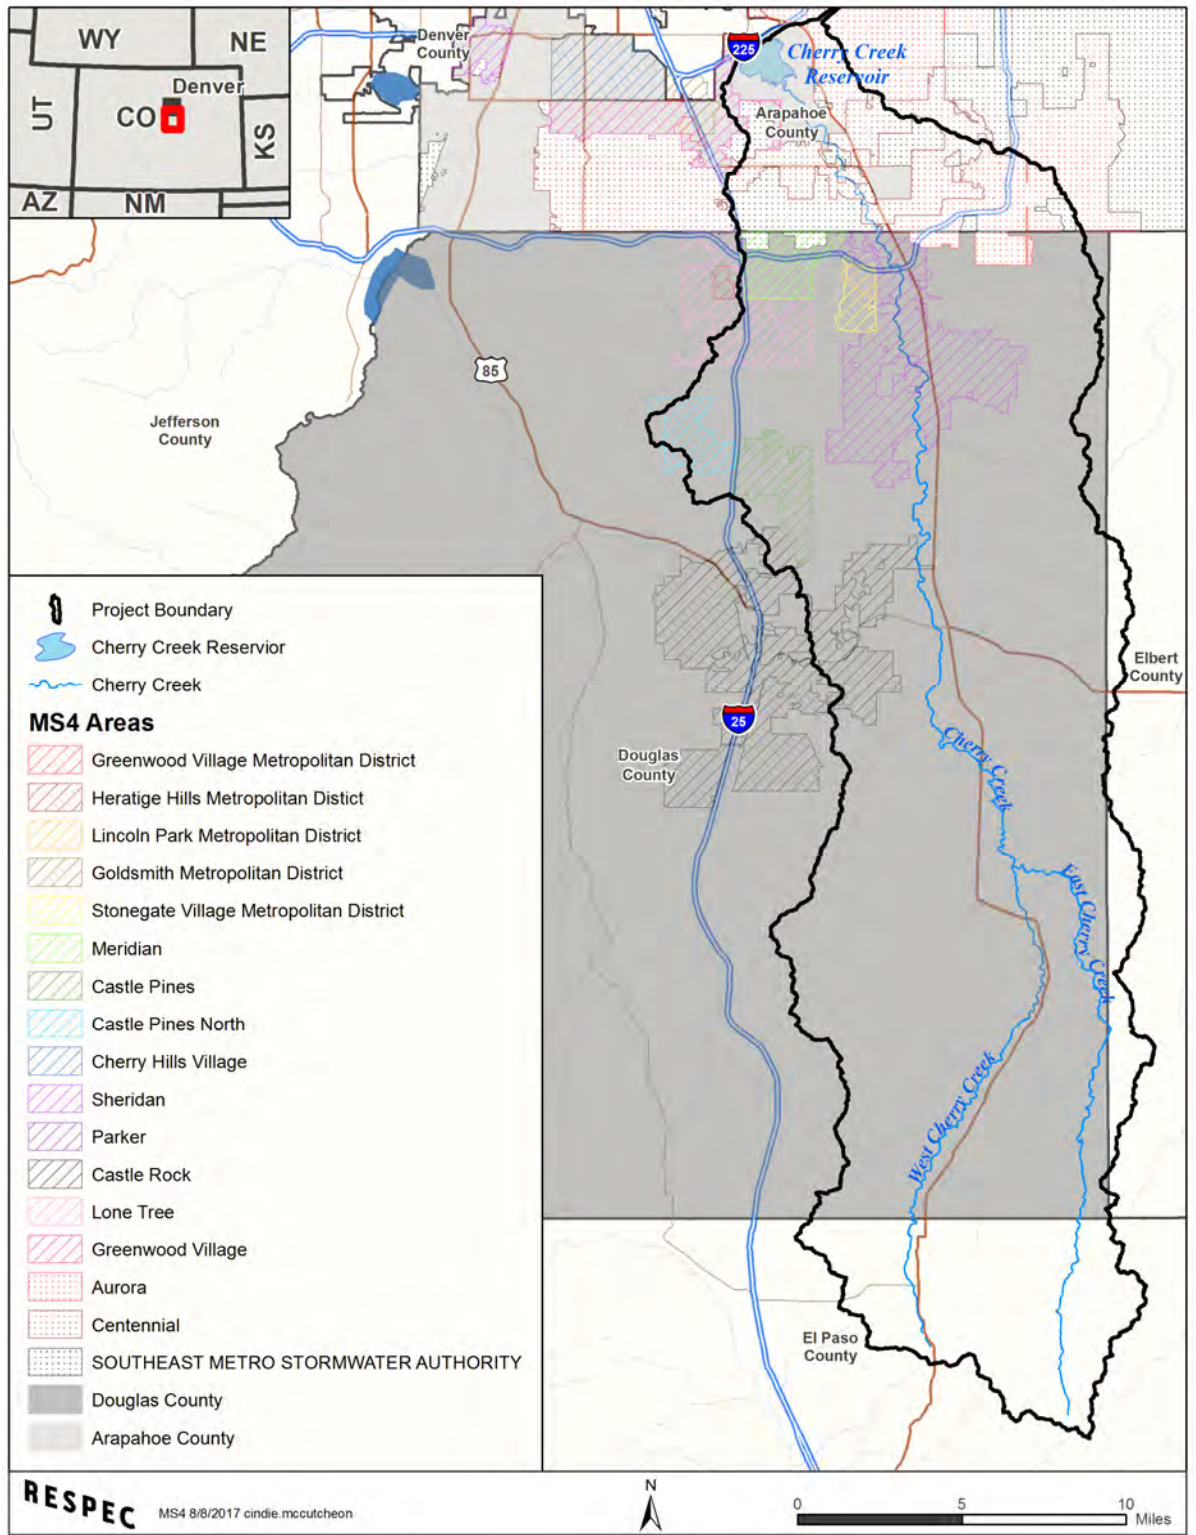 WY
NE
Denver
UT
CO
KS
AZ
NM
Denver
County
225
Cherry Creek
Reservoir
Arapahoe
County
85
Jefferson
County
Elbert
County
25
Douglas
County
Cherry Creek
East Cherry Creek
West Cherry Creek
El Paso
County
Project Boundary
Cherry Creek Reservior
Cherry Creek
MS4 Areas
Greenwood Village Metropolitan District
Heratige Hills Metropolitan Distict
Lincoln Park Metropolitan District
Goldsmith Metropolitan District
Stonegate Village Metropolitan District
Meridian
Castle Pines
Castle Pines North
Cherry Hills Village
Sheridan
Parker
Castle Rock
Lone Tree
Greenwood Village
Aurora
Centennial
SOUTHEAST METRO STORMWATER AUTHORITY
Douglas County
Arapahoe County
RESPEC
MS4 8/8/2017 cindie.mccutcheon
N
0 5 10
Miles